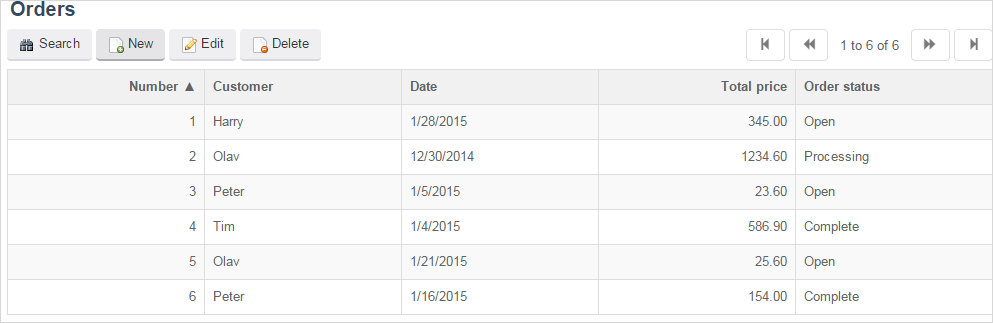 Orders
Search New Edit Delete 1 to 6 of 6
Number ▲ Customer Date Total price Order status
1 Harry 1/28/2015 345.00 Open
2 Olav 12/30/2014 1234.60 Processing
3 Peter 1/5/2015 23.60 Open
4 Tim 1/4/2015 586.90 Complete
5 Olav 1/21/2015 25.60 Open
6 Peter 1/16/2015 154.00 Complete